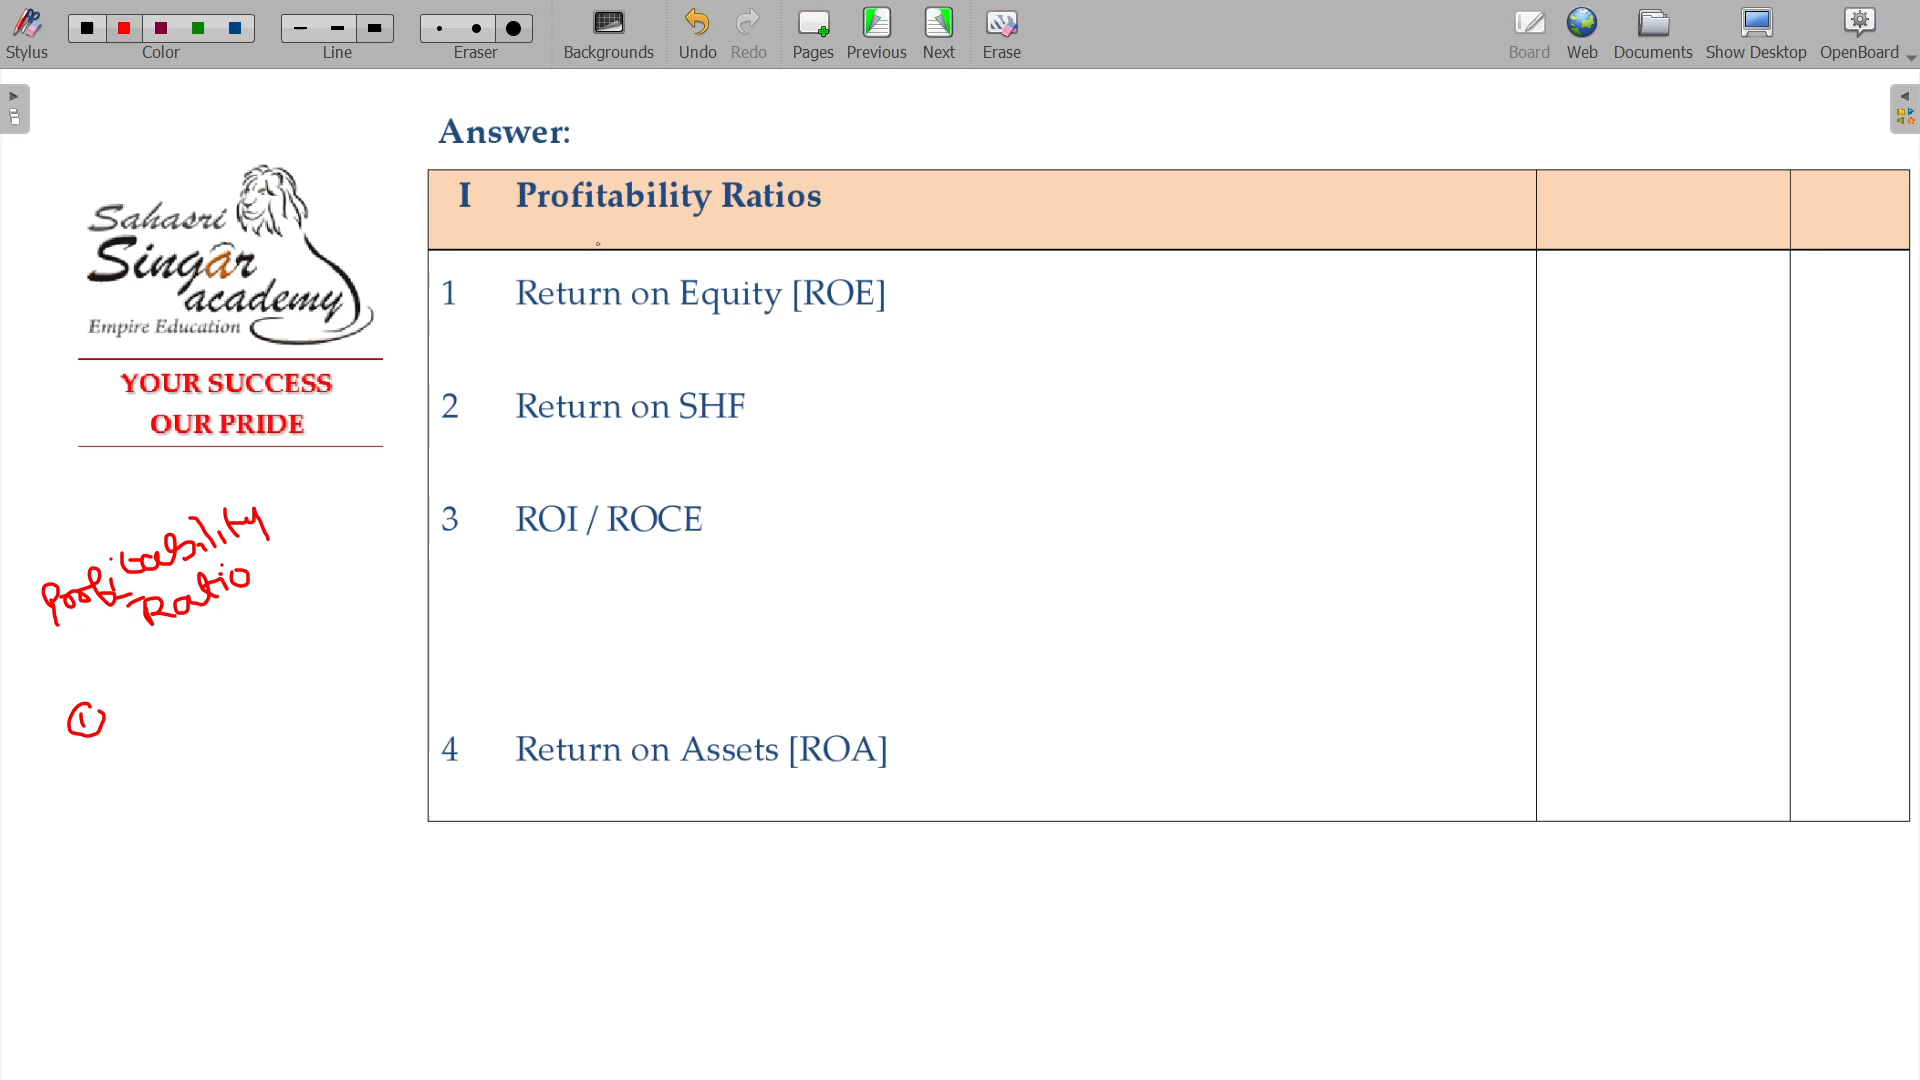 Stylus
Color
Line
Eraser
Backgrounds
Undo
Redo
Pages
Previous
Next
Erase
Board
Web
Documents
Show Desktop
OpenBoard
Sahasri
Singar
academy
Empire Education
YOUR SUCCESS
OUR PRIDE
Profitability
Ratio
1
Answer:
I Profitability Ratios
1 Return on Equity [ROE]
2 Return on SHF
3 ROI / ROCE
4 Return on Assets [ROA]